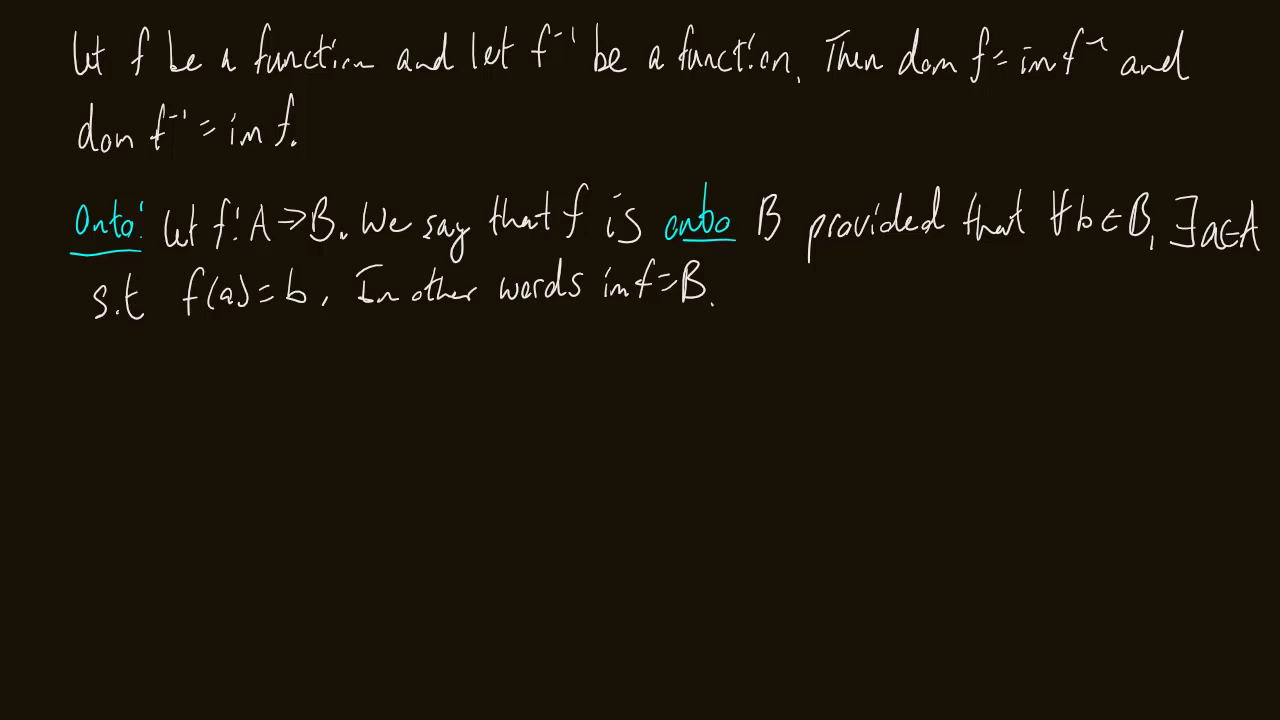 Let f be a function and let f⁻¹ be a function. Then dom f = im f⁻¹ and
dom f⁻¹ = im f.
Onto: Let f: A → B. We say that f is onto B provided that ∀b ∈ B, ∃a ∈ A
s.t f(a) = b. In other words im f = B.